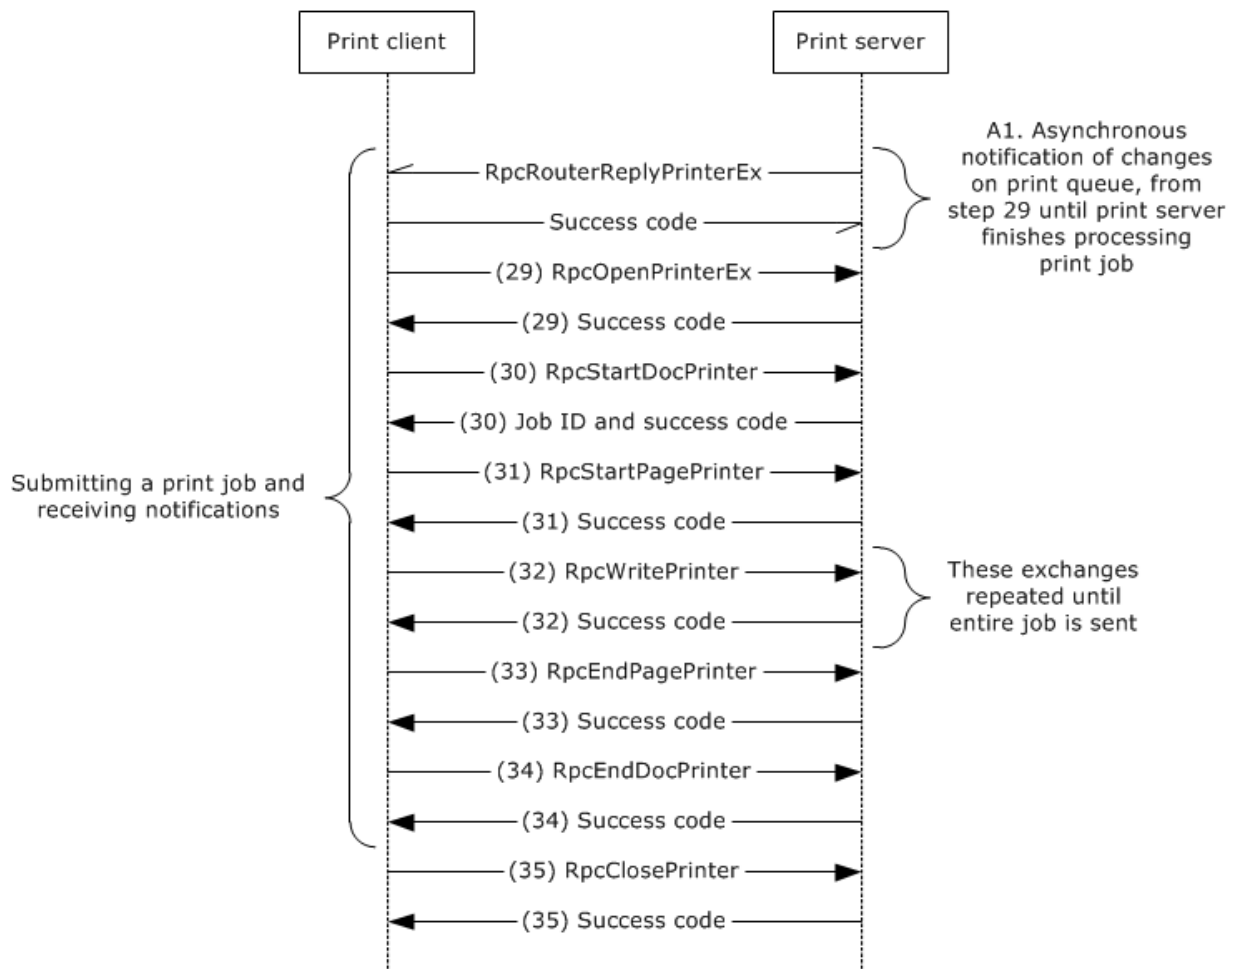 Print client
Print server
A1. Asynchronous
notification of changes
on print queue, from
step 29 until print server
finishes processing
print job
RpcRouterReplyPrinterEx
Success code
(29) RpcOpenPrinterEx
(29) Success code
(30) RpcStartDocPrinter
(30) Job ID and success code
(31) RpcStartPagePrinter
Submitting a print job and
receiving notifications
(31) Success code
(32) RpcWritePrinter
(32) Success code
These exchanges
repeated until
entire job is sent
(33) RpcEndPagePrinter
(33) Success code
(34) RpcEndDocPrinter
(34) Success code
(35) RpcClosePrinter
(35) Success code